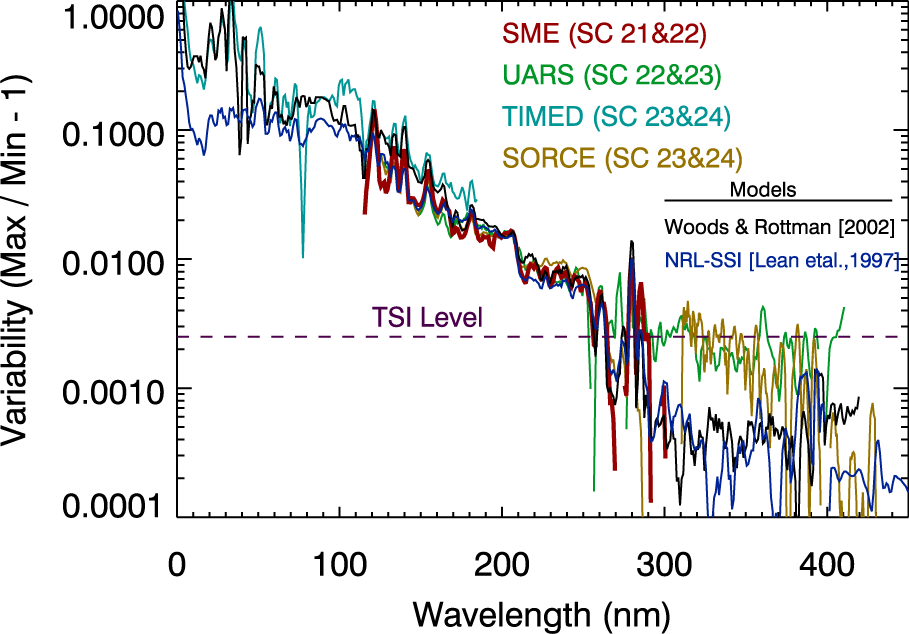 Variability (Max / Min - 1)
1.0000
0.1000
0.0100
0.0010
0.0001
SME (SC 21&22)
UARS (SC 22&23)
TIMED (SC 23&24)
SORCE (SC 23&24)
Models
Woods & Rottman [2002]
NRL-SSI [Lean etal.,1997]
TSI Level
0 100 200 300 400
Wavelength (nm)